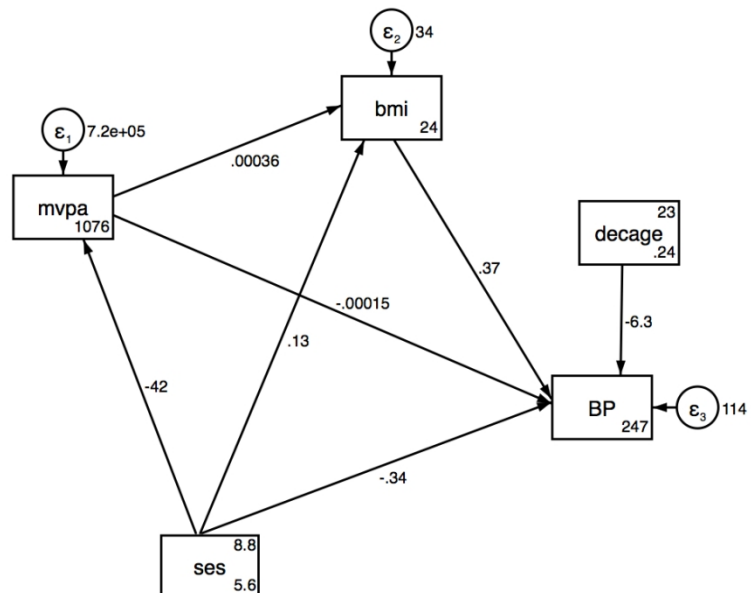 ε2 34
bmi
24
ε1 7.2e+05
.00036
mvpa
1076
23
decage
.24
.37
-.00015
-6.3
.13
-42
BP
247
ε3 114
-.34
8.8
ses
5.6